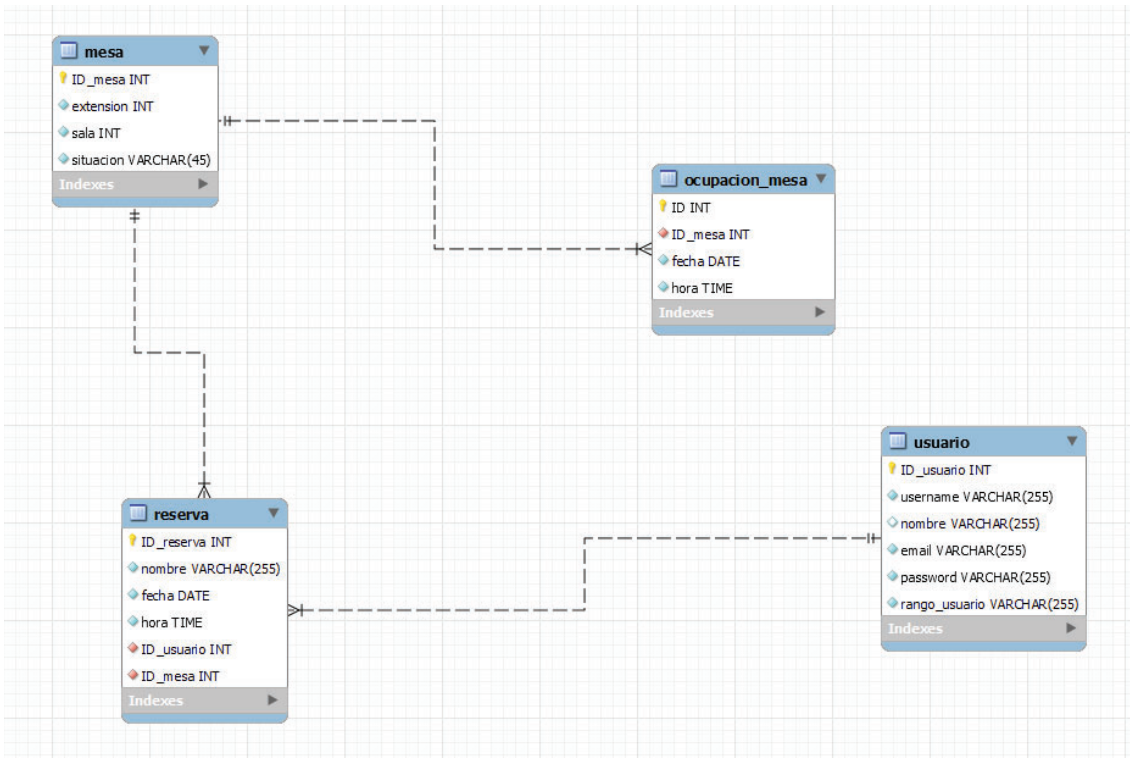 mesa
ID_mesa INT
extension INT
sala INT
situacion VARCHAR(45)
Indexes
ocupacion_mesa
ID INT
ID_mesa INT
fecha DATE
hora TIME
Indexes
usuario
ID_usuario INT
username VARCHAR(255)
nombre VARCHAR(255)
email VARCHAR(255)
password VARCHAR(255)
rango_usuario VARCHAR(255)
Indexes
reserva
ID_reserva INT
nombre VARCHAR(255)
fecha DATE
hora TIME
ID_usuario INT
ID_mesa INT
Indexes